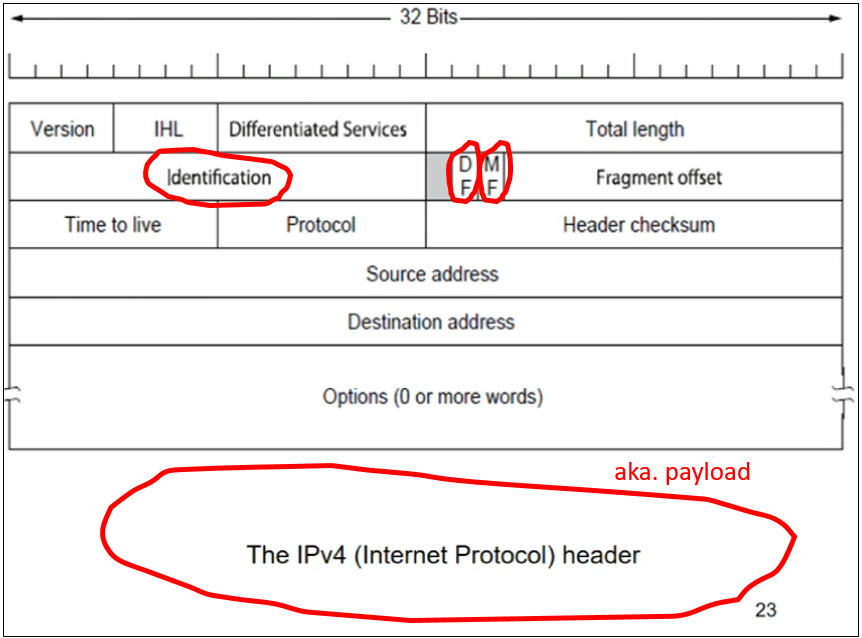 32 Bits
Version IHL Differentiated Services Total length
Identification D F M F Fragment offset
Time to live Protocol Header checksum
Source address
Destination address
Options (0 or more words)
aka. payload
The IPv4 (Internet Protocol) header
23